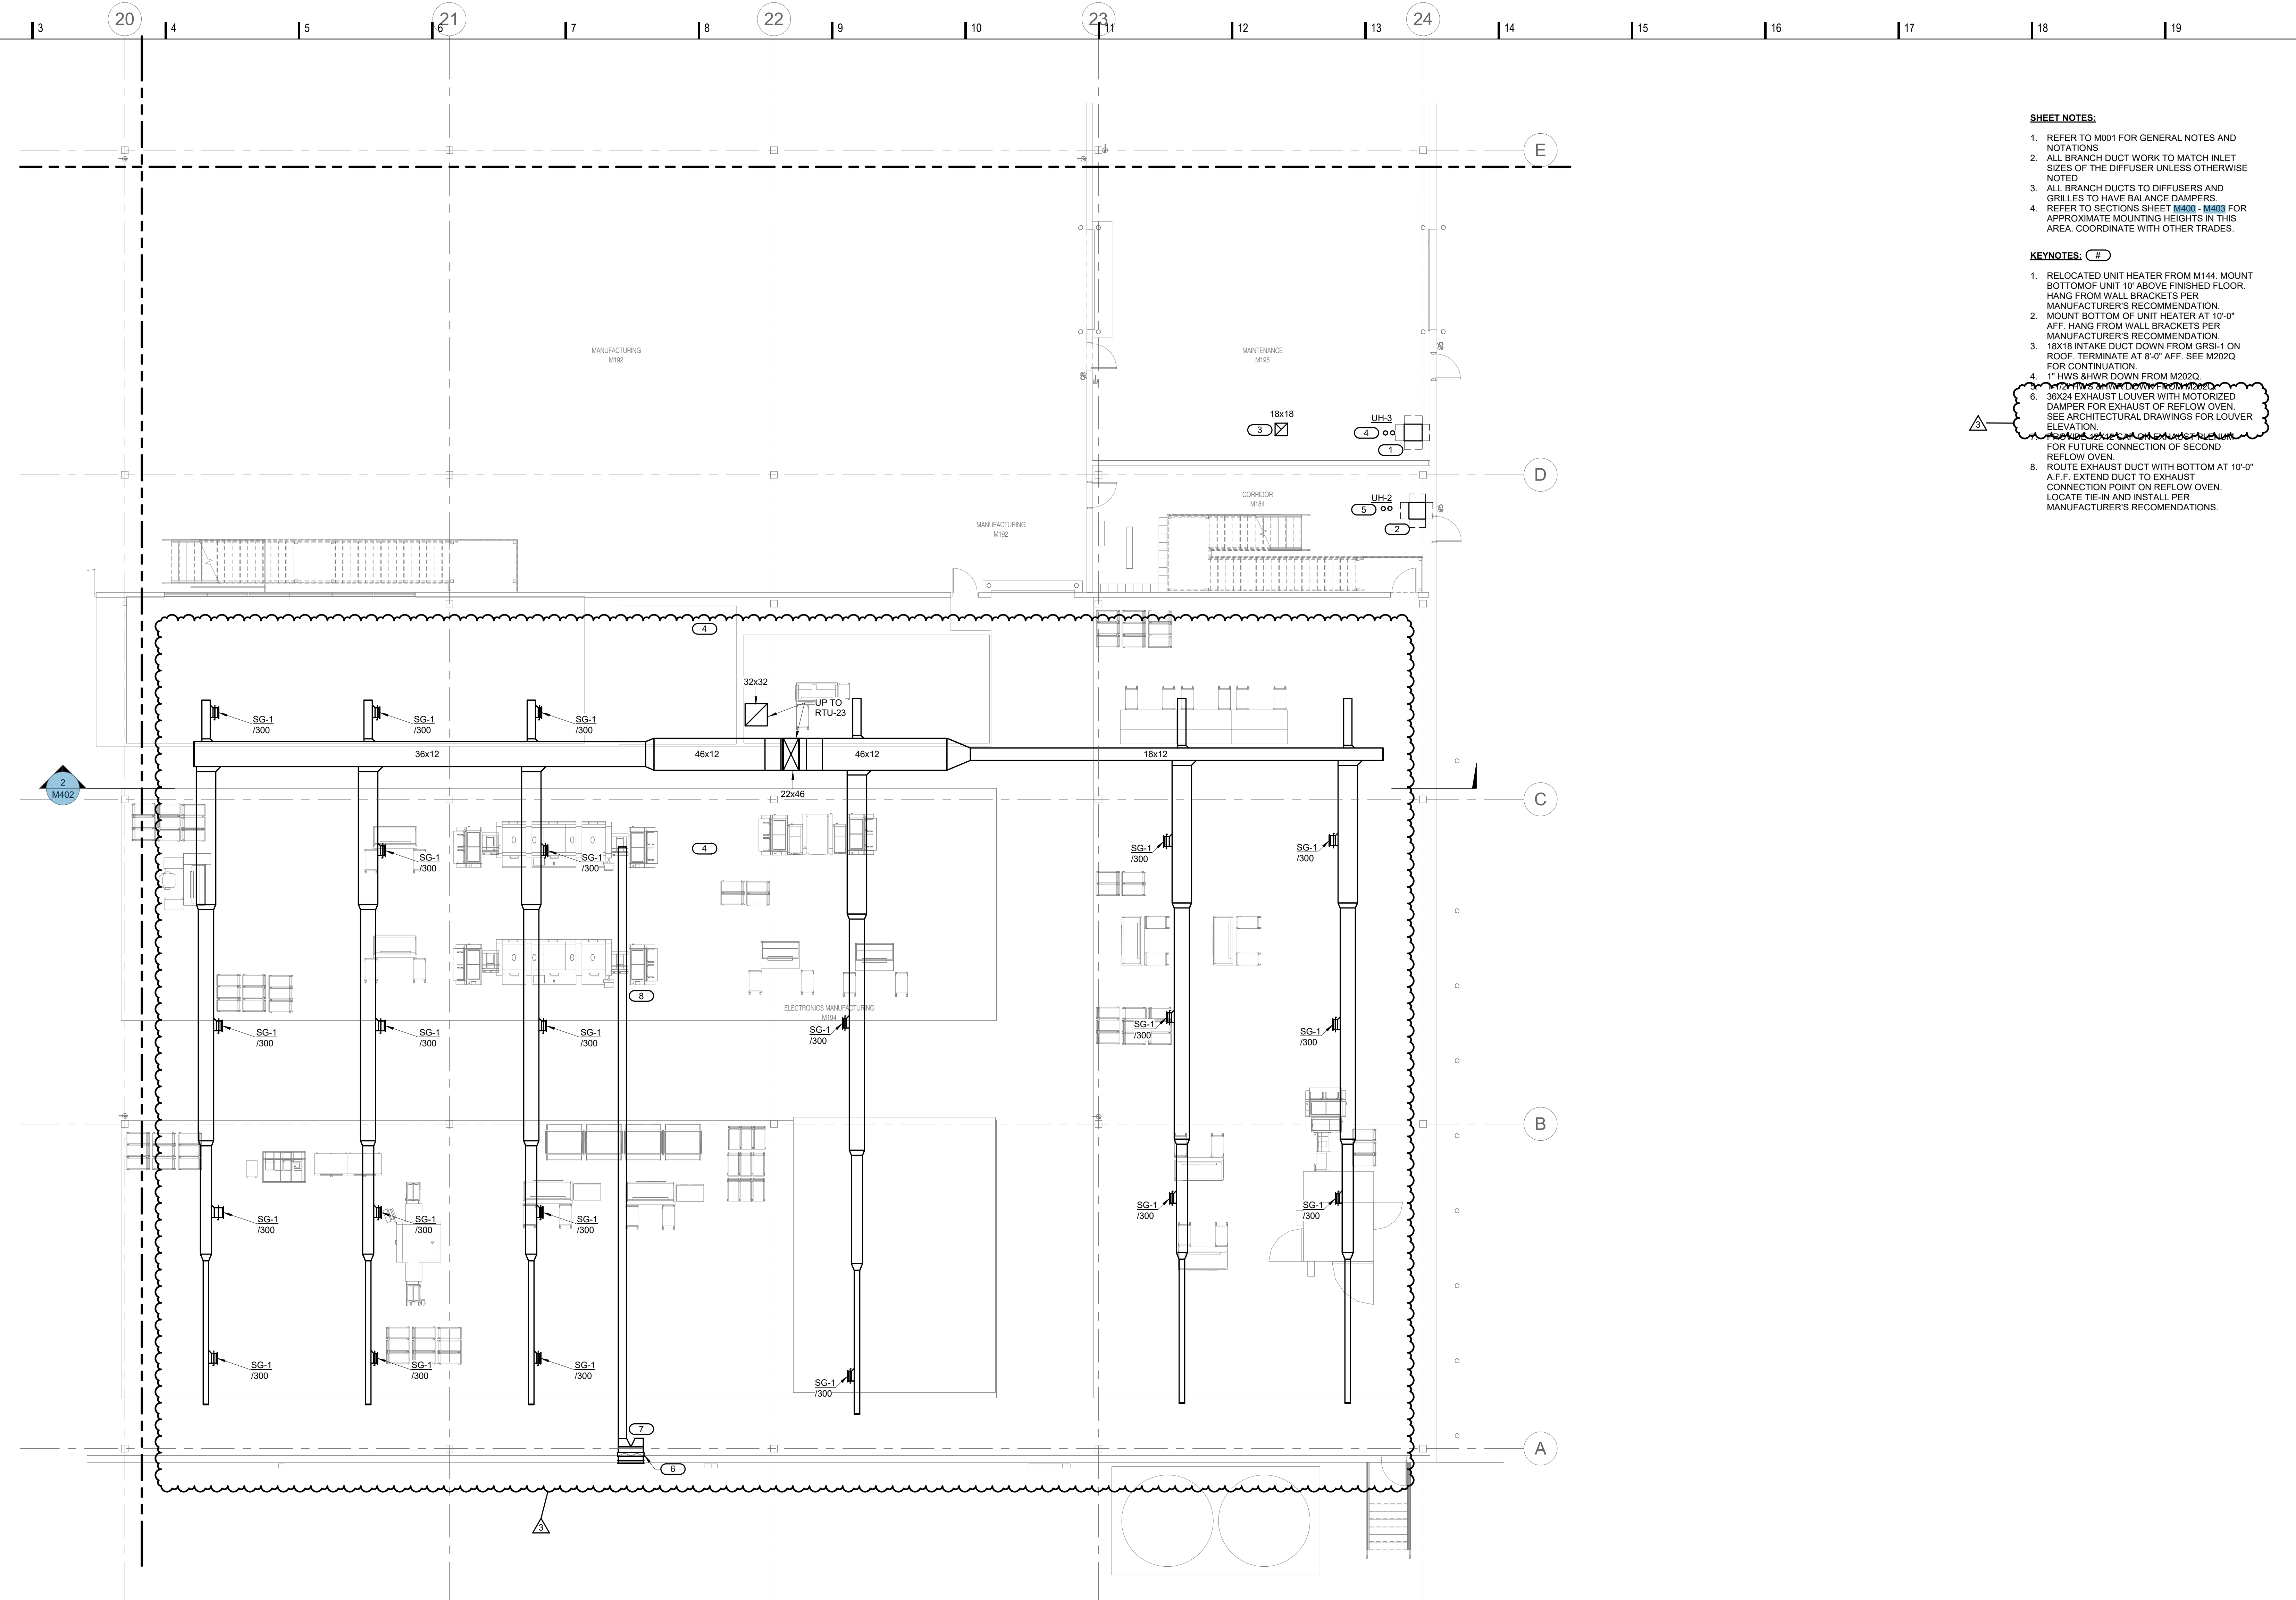 20 21 22 23 24
3 4 5 6 7 8 9 10 11 12 13 14 15 16 17 18 19
SHEET NOTES:
1. REFER TO M001 FOR GENERAL NOTES AND
NOTATIONS
2. ALL BRANCH DUCT WORK TO MATCH INLET
SIZES OF THE DIFFUSER UNLESS OTHERWISE
NOTED
3. ALL BRANCH DUCTS TO DIFFUSERS AND
GRILLES TO HAVE BALANCE DAMPERS.
4. REFER TO SECTIONS SHEET M400 - M403 FOR
APPROXIMATE MOUNTING HEIGHTS IN THIS
AREA. COORDINATE WITH OTHER TRADES.
KEYNOTES: #
1. RELOCATED UNIT HEATER FROM M144. MOUNT
BOTTOMOF UNIT 10' ABOVE FINISHED FLOOR.
HANG FROM WALL BRACKETS PER
MANUFACTURER'S RECOMMENDATION.
2. MOUNT BOTTOM OF UNIT HEATER AT 10'-0"
AFF. HANG FROM WALL BRACKETS PER
MANUFACTURER'S RECOMMENDATION.
3. 18X18 INTAKE DUCT DOWN FROM GRSI-1 ON
ROOF. TERMINATE AT 8'-0" AFF. SEE M202Q
FOR CONTINUATION.
4. 1" HWS &HWR DOWN FROM M202Q.
5. HWS &HWR DOWN FROM M202Q.
6. 36X24 EXHAUST LOUVER WITH MOTORIZED
DAMPER FOR EXHAUST OF REFLOW OVEN.
SEE ARCHITECTURAL DRAWINGS FOR LOUVER
ELEVATION.
7. PROVIDE 12X12 CAP ON EXHAUST PLENUM
FOR FUTURE CONNECTION OF SECOND
REFLOW OVEN.
8. ROUTE EXHAUST DUCT WITH BOTTOM AT 10'-0"
A.F.F. EXTEND DUCT TO EXHAUST
CONNECTION POINT ON REFLOW OVEN.
LOCATE TIE-IN AND INSTALL PER
MANUFACTURER'S RECOMENDATIONS.
3
E
MANUFACTURING
M192
MAINTENANCE
M195
18x18
3
UH-3
4
1
D
CORRIDOR
M184
UH-2
5
2
MANUFACTURING
M192
4
32x32
UP TO
RTU-23
SG-1
/300
SG-1
/300
SG-1
/300
36x12
46x12
46x12
18x12
22x46
2
M402
C
4
SG-1
/300
SG-1
/300
SG-1
/300
SG-1
/300
8
ELECTRONICS MANUFACTURING
M194
SG-1
/300
SG-1
/300
SG-1
/300
SG-1
/300
SG-1
/300
SG-1
/300
B
SG-1
/300
SG-1
/300
SG-1
/300
SG-1
/300
SG-1
/300
SG-1
/300
SG-1
/300
SG-1
/300
SG-1
/300
7
6
A
3